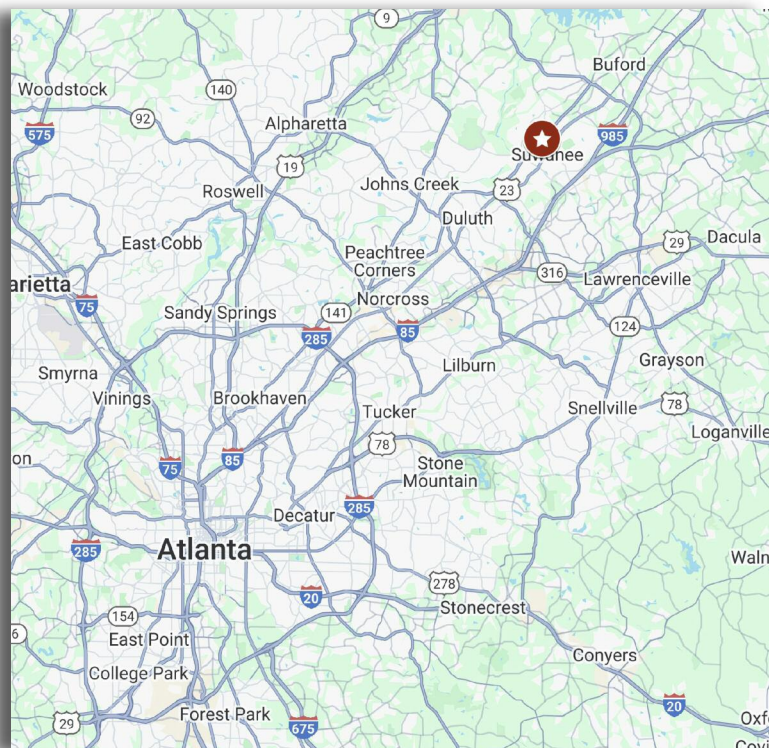 9
Buford
Woodstock
140
92
Alpharetta
575
985
Suwanee
19
Johns Creek
23
Roswell
Duluth
Dacula
29
East Cobb
Peachtree
Corners
316
Lawrenceville
arietta
75
Norcross
Sandy Springs
141
85
124
285
Grayson
Lilburn
Smyrna
Vinings
Brookhaven
Tucker
Snellville
78
Loganville
78
on
85
75
Stone
Mountain
285
Decatur
Atlanta
285
Waln
278
20
Stonecrest
154
6
East Point
Conyers
College Park
20
Forest Park
29
675
Oxf
Covi